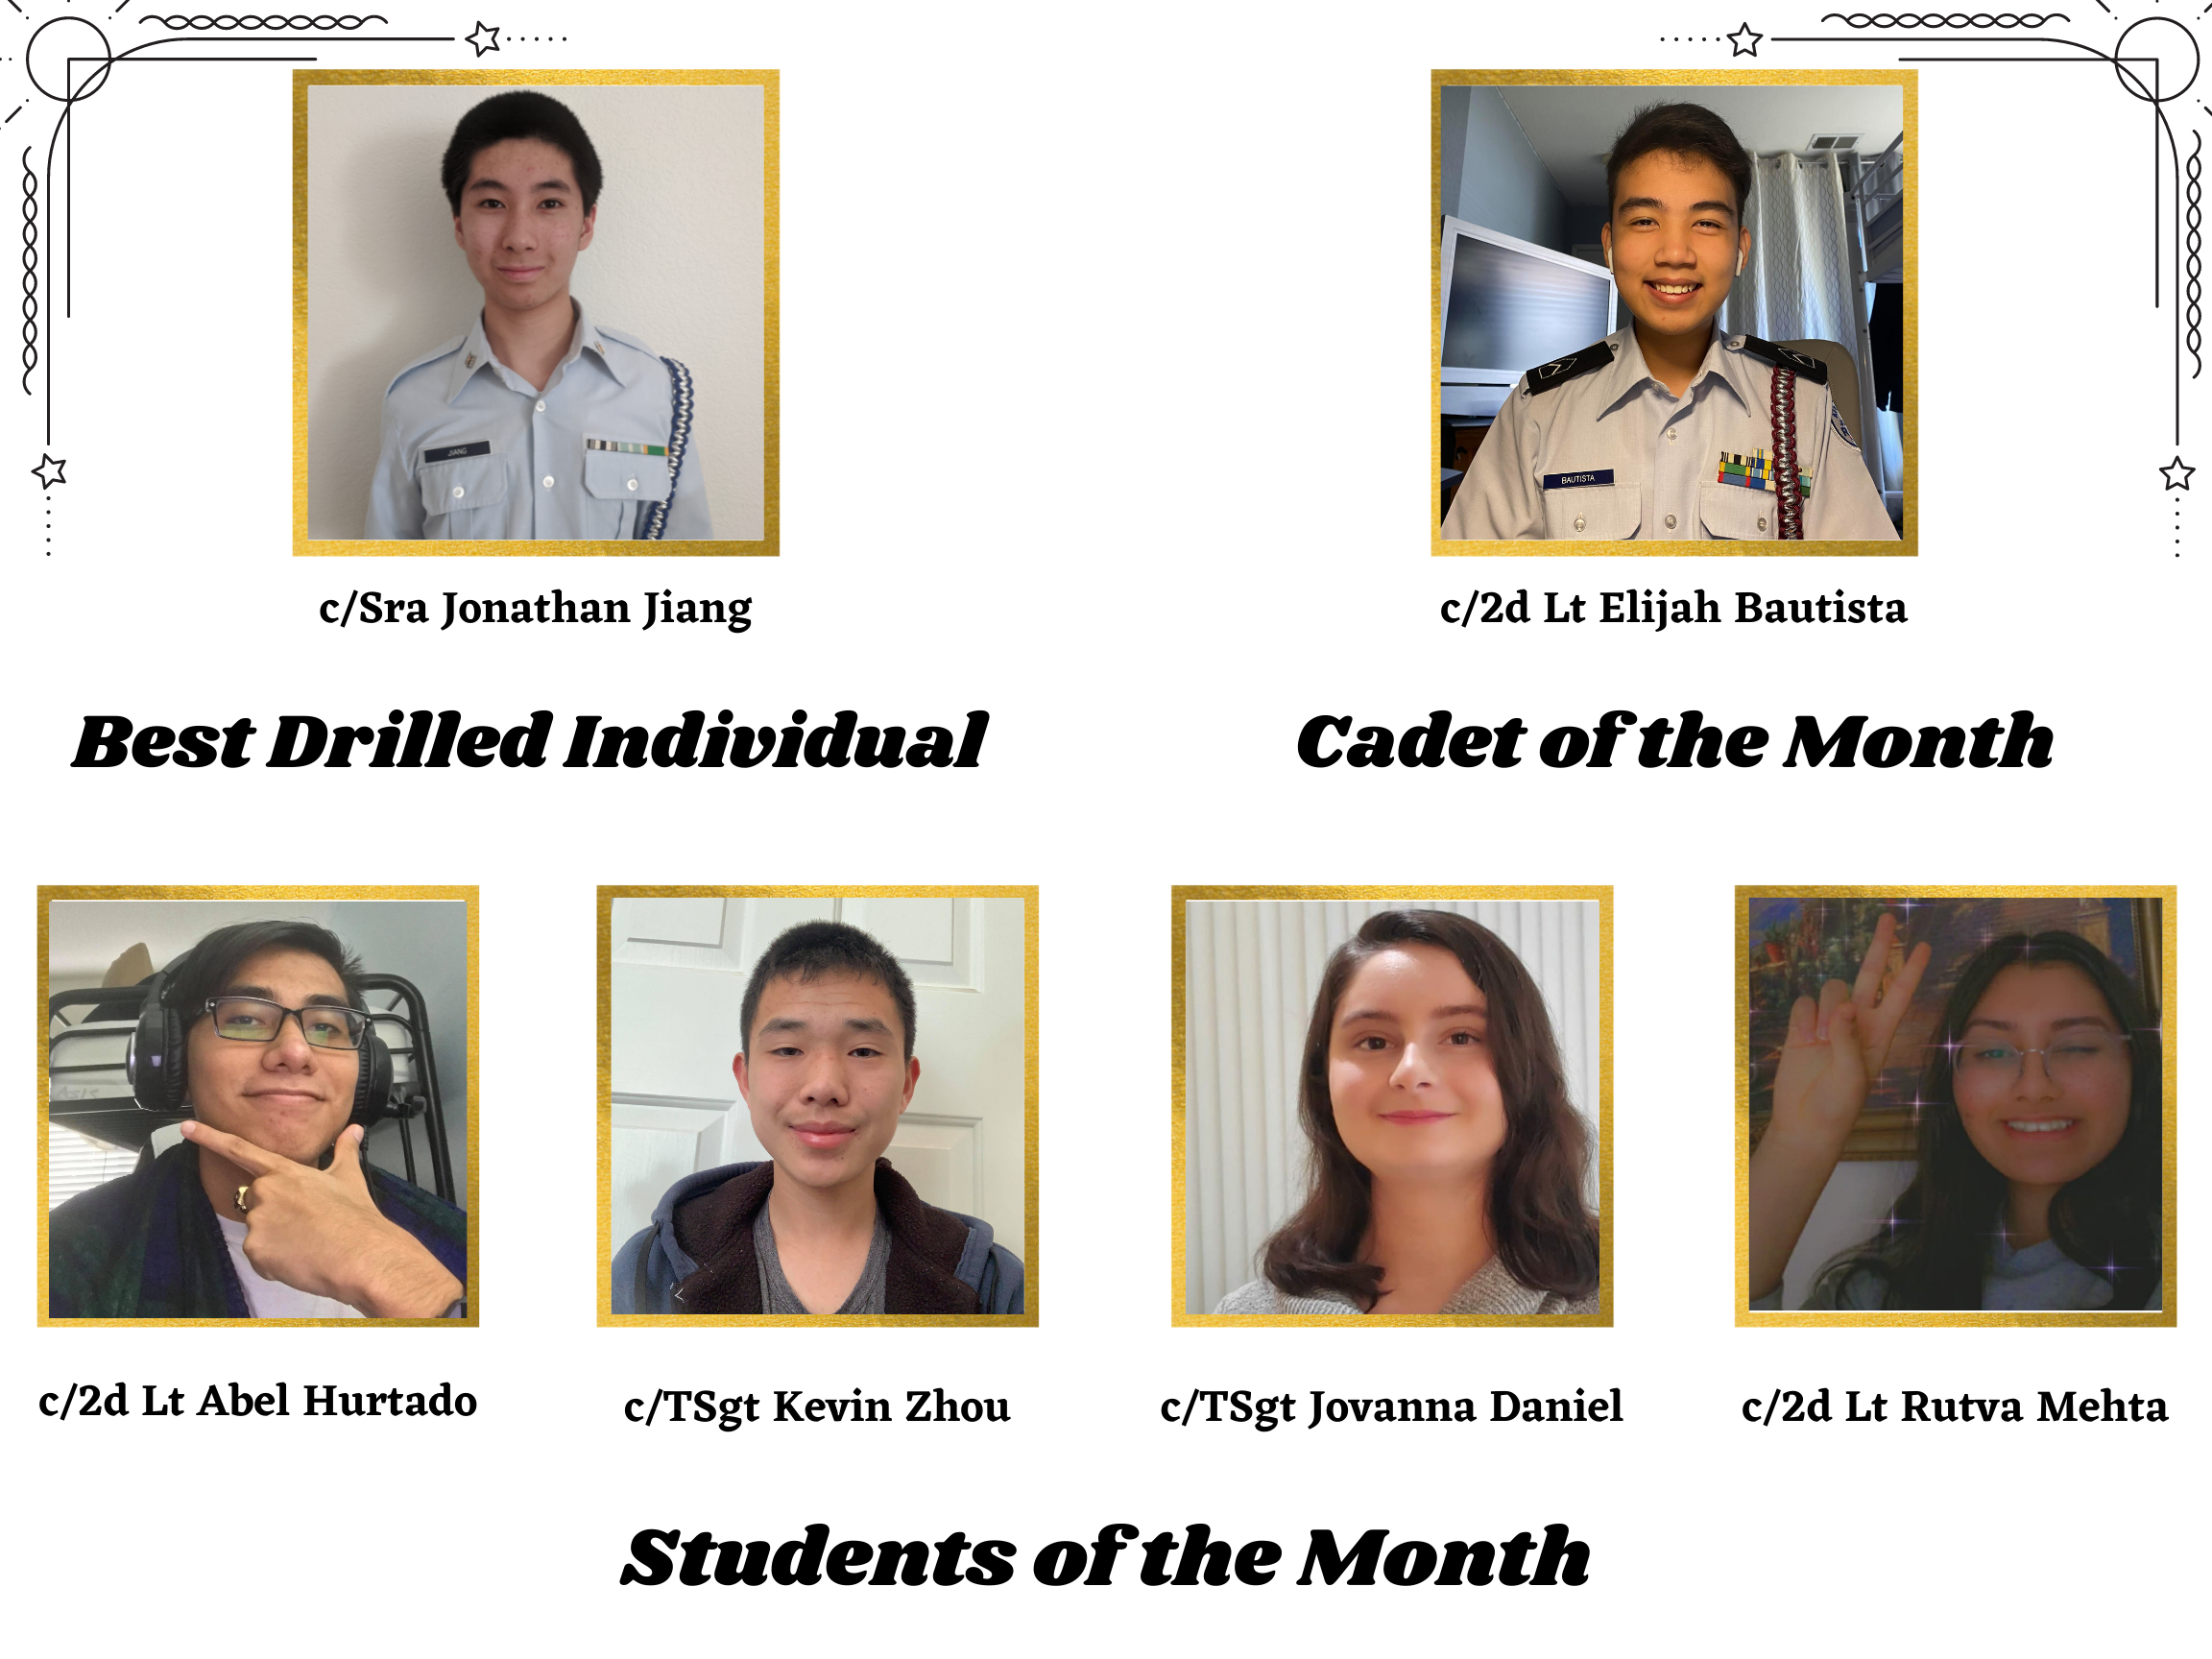 JIANG
BAUTISTA
c/Sra Jonathan Jiang
c/2d Lt Elijah Bautista
Best Drilled Individual
Cadet of the Month
c/2d Lt Abel Hurtado
c/TSgt Kevin Zhou
c/TSgt Jovanna Daniel
c/2d Lt Rutva Mehta
Students of the Month